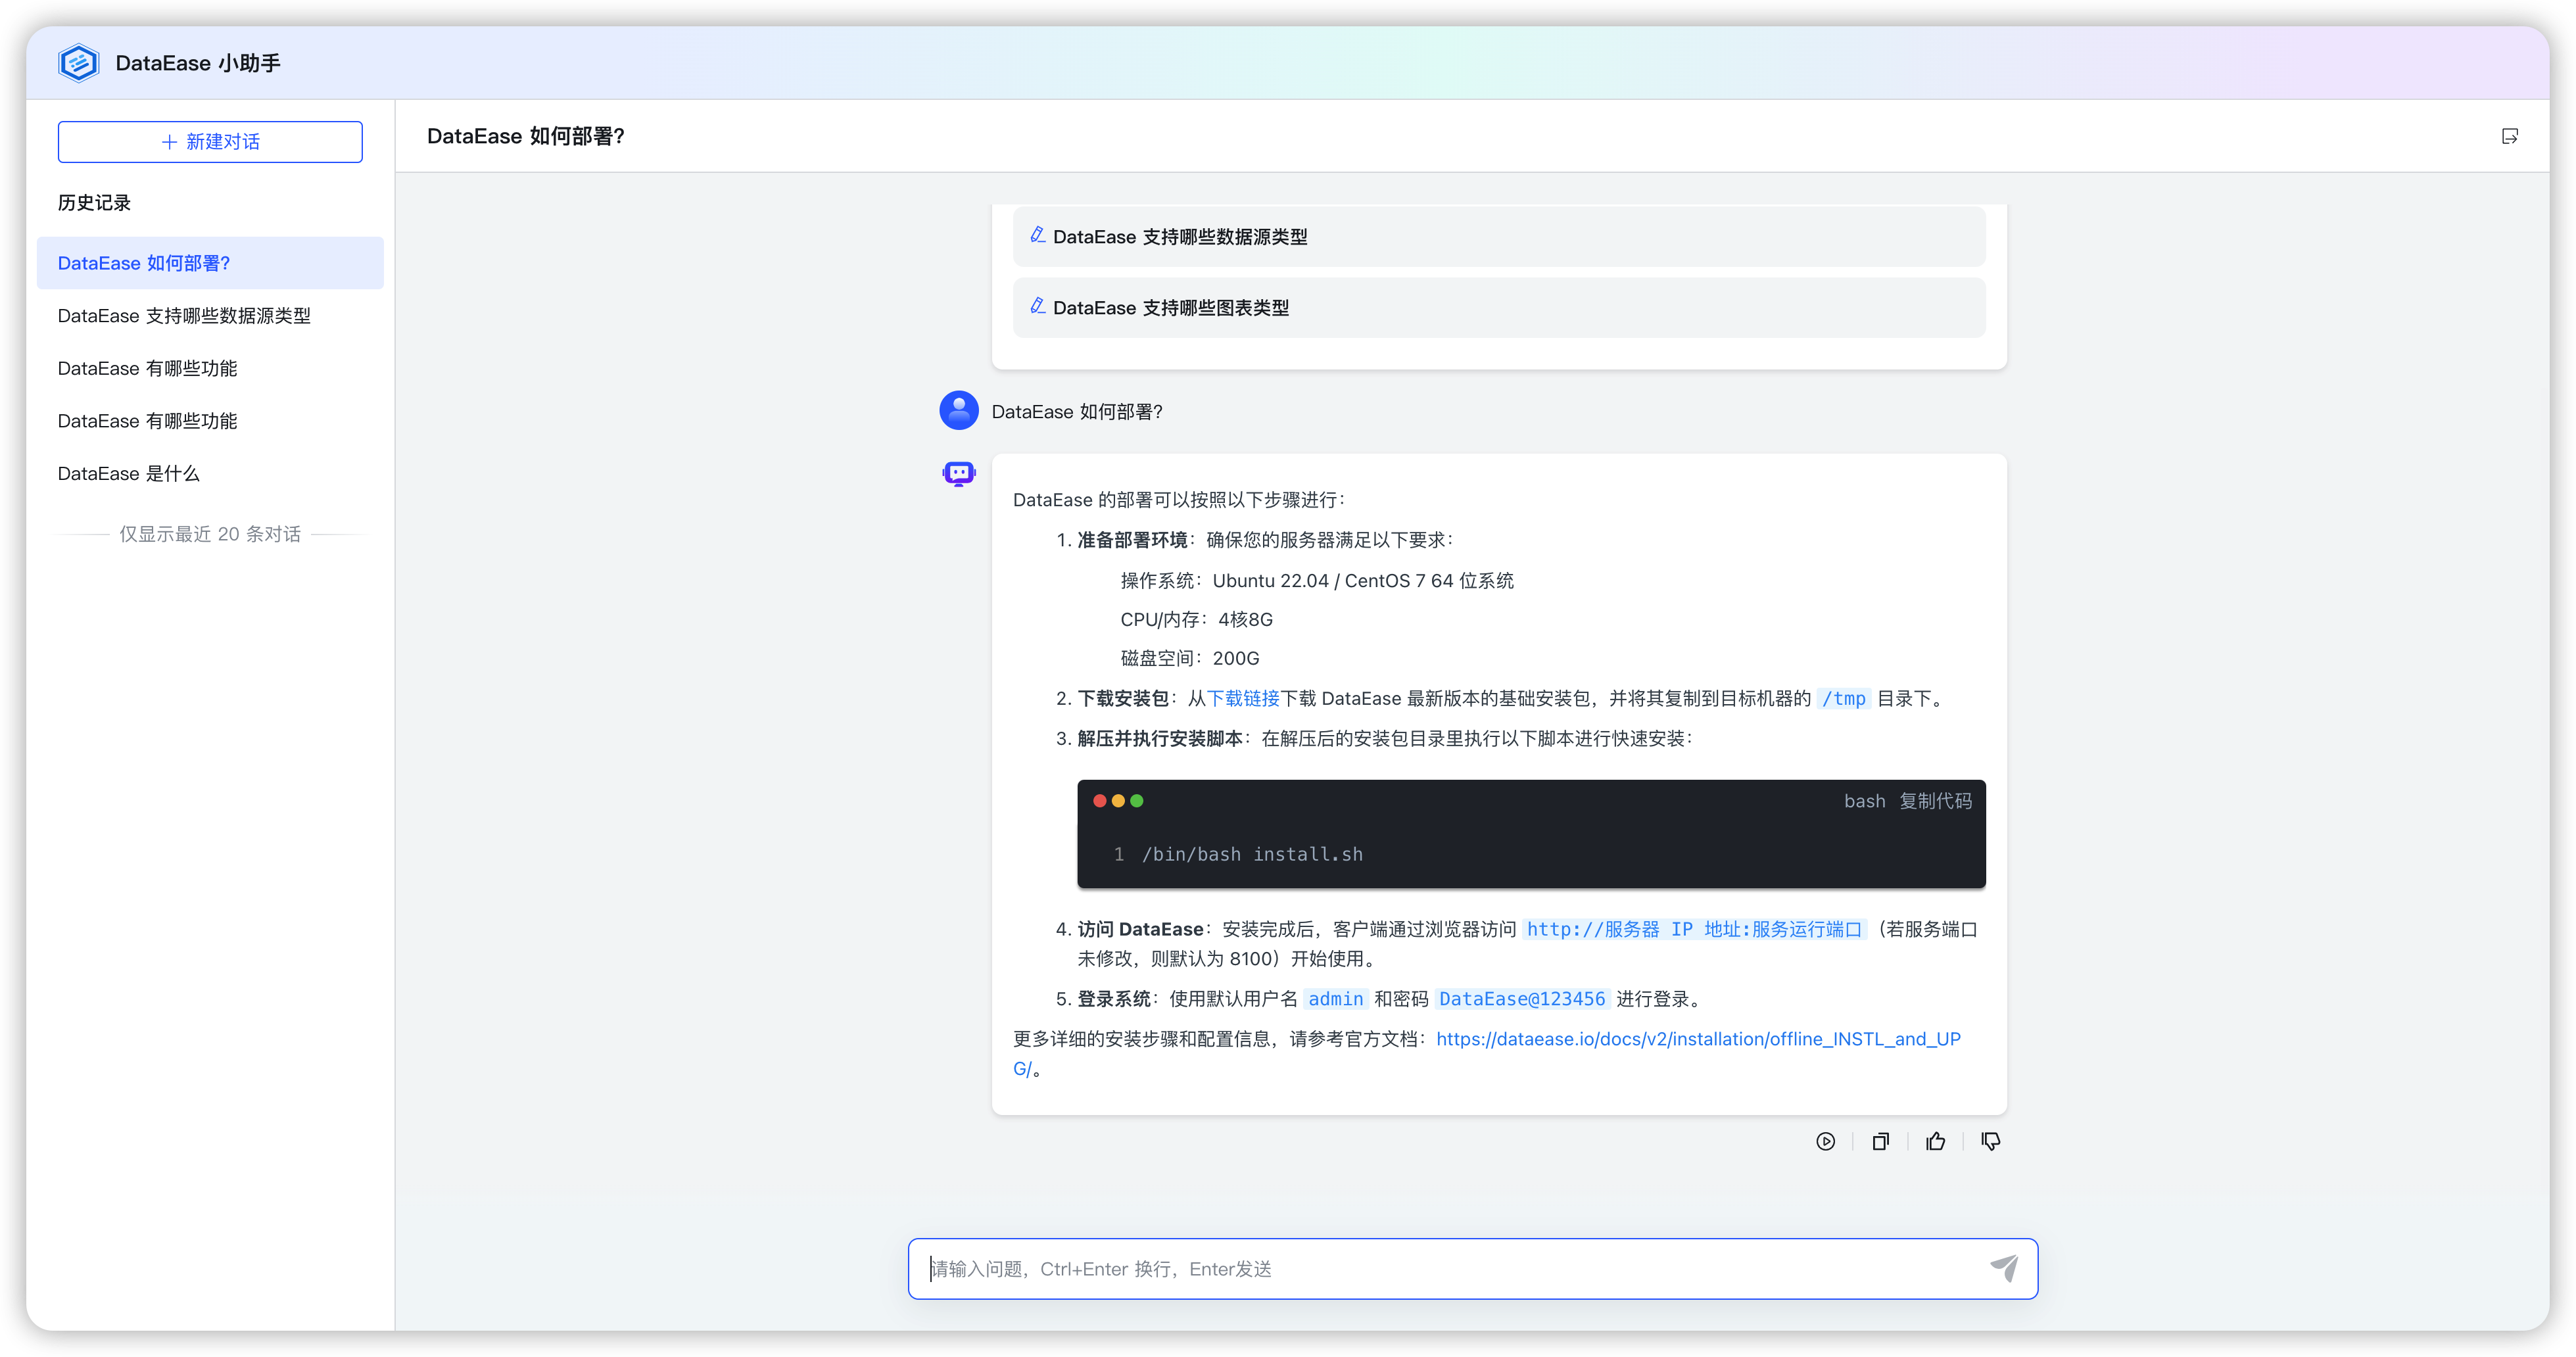 DataEase 小助手
新建对话
历史记录
DataEase 如何部署?
DataEase 支持哪些数据源类型
DataEase 有哪些功能
DataEase 有哪些功能
DataEase 是什么
仅显示最近 20 条对话
DataEase 如何部署?
DataEase 支持哪些数据源类型
DataEase 支持哪些图表类型
DataEase 如何部署?
DataEase 的部署可以按照以下步骤进行：
1. 准备部署环境：确保您的服务器满足以下要求：
操作系统：Ubuntu 22.04 / CentOS 7 64 位系统
CPU/内存：4核8G
磁盘空间：200G
2. 下载安装包：从下载链接下载 DataEase 最新版本的基础安装包，并将其复制到目标机器的 /tmp 目录下。
3. 解压并执行安装脚本：在解压后的安装包目录里执行以下脚本进行快速安装：
bash 复制代码
1 /bin/bash install.sh
4. 访问 DataEase：安装完成后，客户端通过浏览器访问 http://服务器 IP 地址:服务运行端口（若服务端口
未修改，则默认为 8100）开始使用。
5. 登录系统：使用默认用户名 admin 和密码 DataEase@123456 进行登录。
更多详细的安装步骤和配置信息，请参考官方文档：https://dataease.io/docs/v2/installation/offline_INSTL_and_UP
G/。
请输入问题，Ctrl+Enter 换行，Enter发送